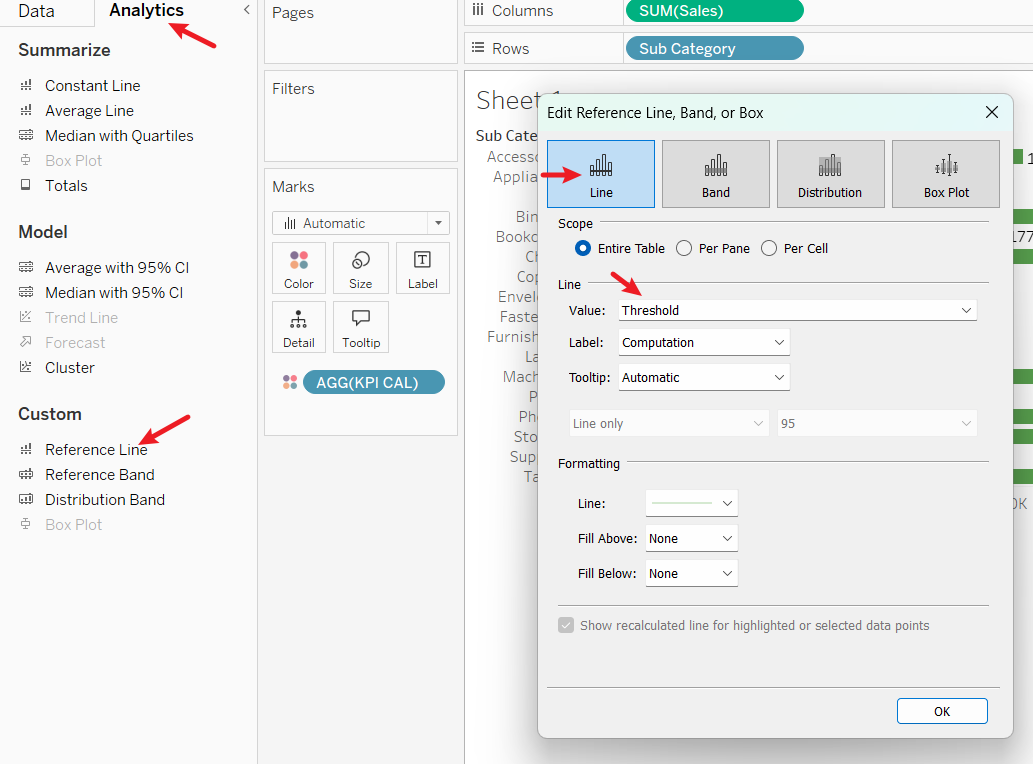 Data
Analytics
Summarize
Constant Line
Average Line
Median with Quartiles
Box Plot
Totals
Model
Average with 95% CI
Median with 95% CI
Trend Line
Forecast
Cluster
Custom
Reference Line
Reference Band
Distribution Band
Box Plot
Pages
Filters
Marks
Automatic
Color
Size
Label
Detail
Tooltip
AGG(KPI CAL)
Columns
SUM(Sales)
Rows
Sub Category
Sheet 1
Sub Cate
Accesso
Applia
Bin
Bookc
Ch
Cop
Envel
Faste
Furnish
La
Mach
P
Ph
Sto
Sup
Ta
1
177
0K
Edit Reference Line, Band, or Box
Line
Band
Distribution
Box Plot
Scope
Entire Table
Per Pane
Per Cell
Line
Value: Threshold
Label: Computation
Tooltip: Automatic
Line only
95
Formatting
Line:
Fill Above: None
Fill Below: None
Show recalculated line for highlighted or selected data points
OK